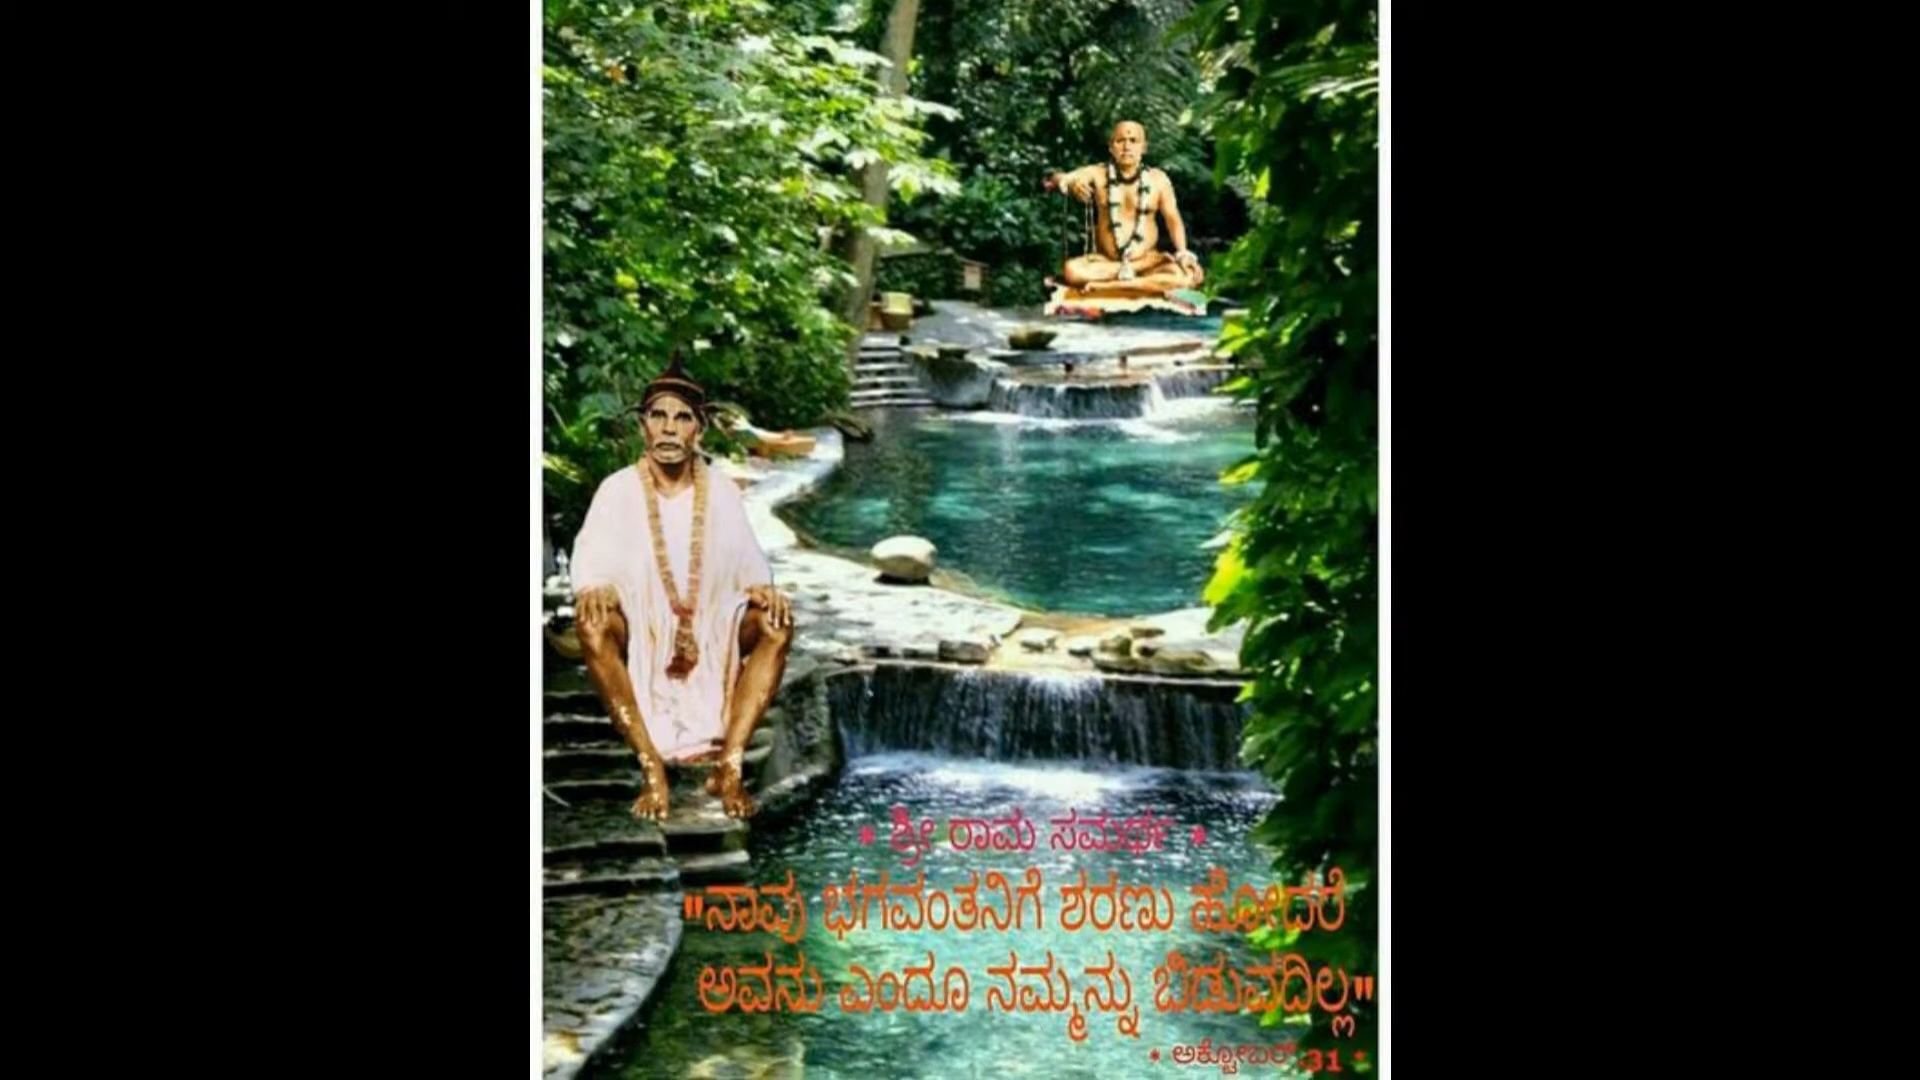 * ಶ್ರೀ ರಾಮ ಸಮರ್ಥ *
"ನಾವು ಭಗವಂತನಿಗೆ ಶರಣು ಹೋದರೆ
ಅವನು ಎಂದೂ ನಮ್ಮನ್ನು ಬಿಡುವದಿಲ್ಲ"
* ಅಕ್ಟೋಬರ್ 31 *